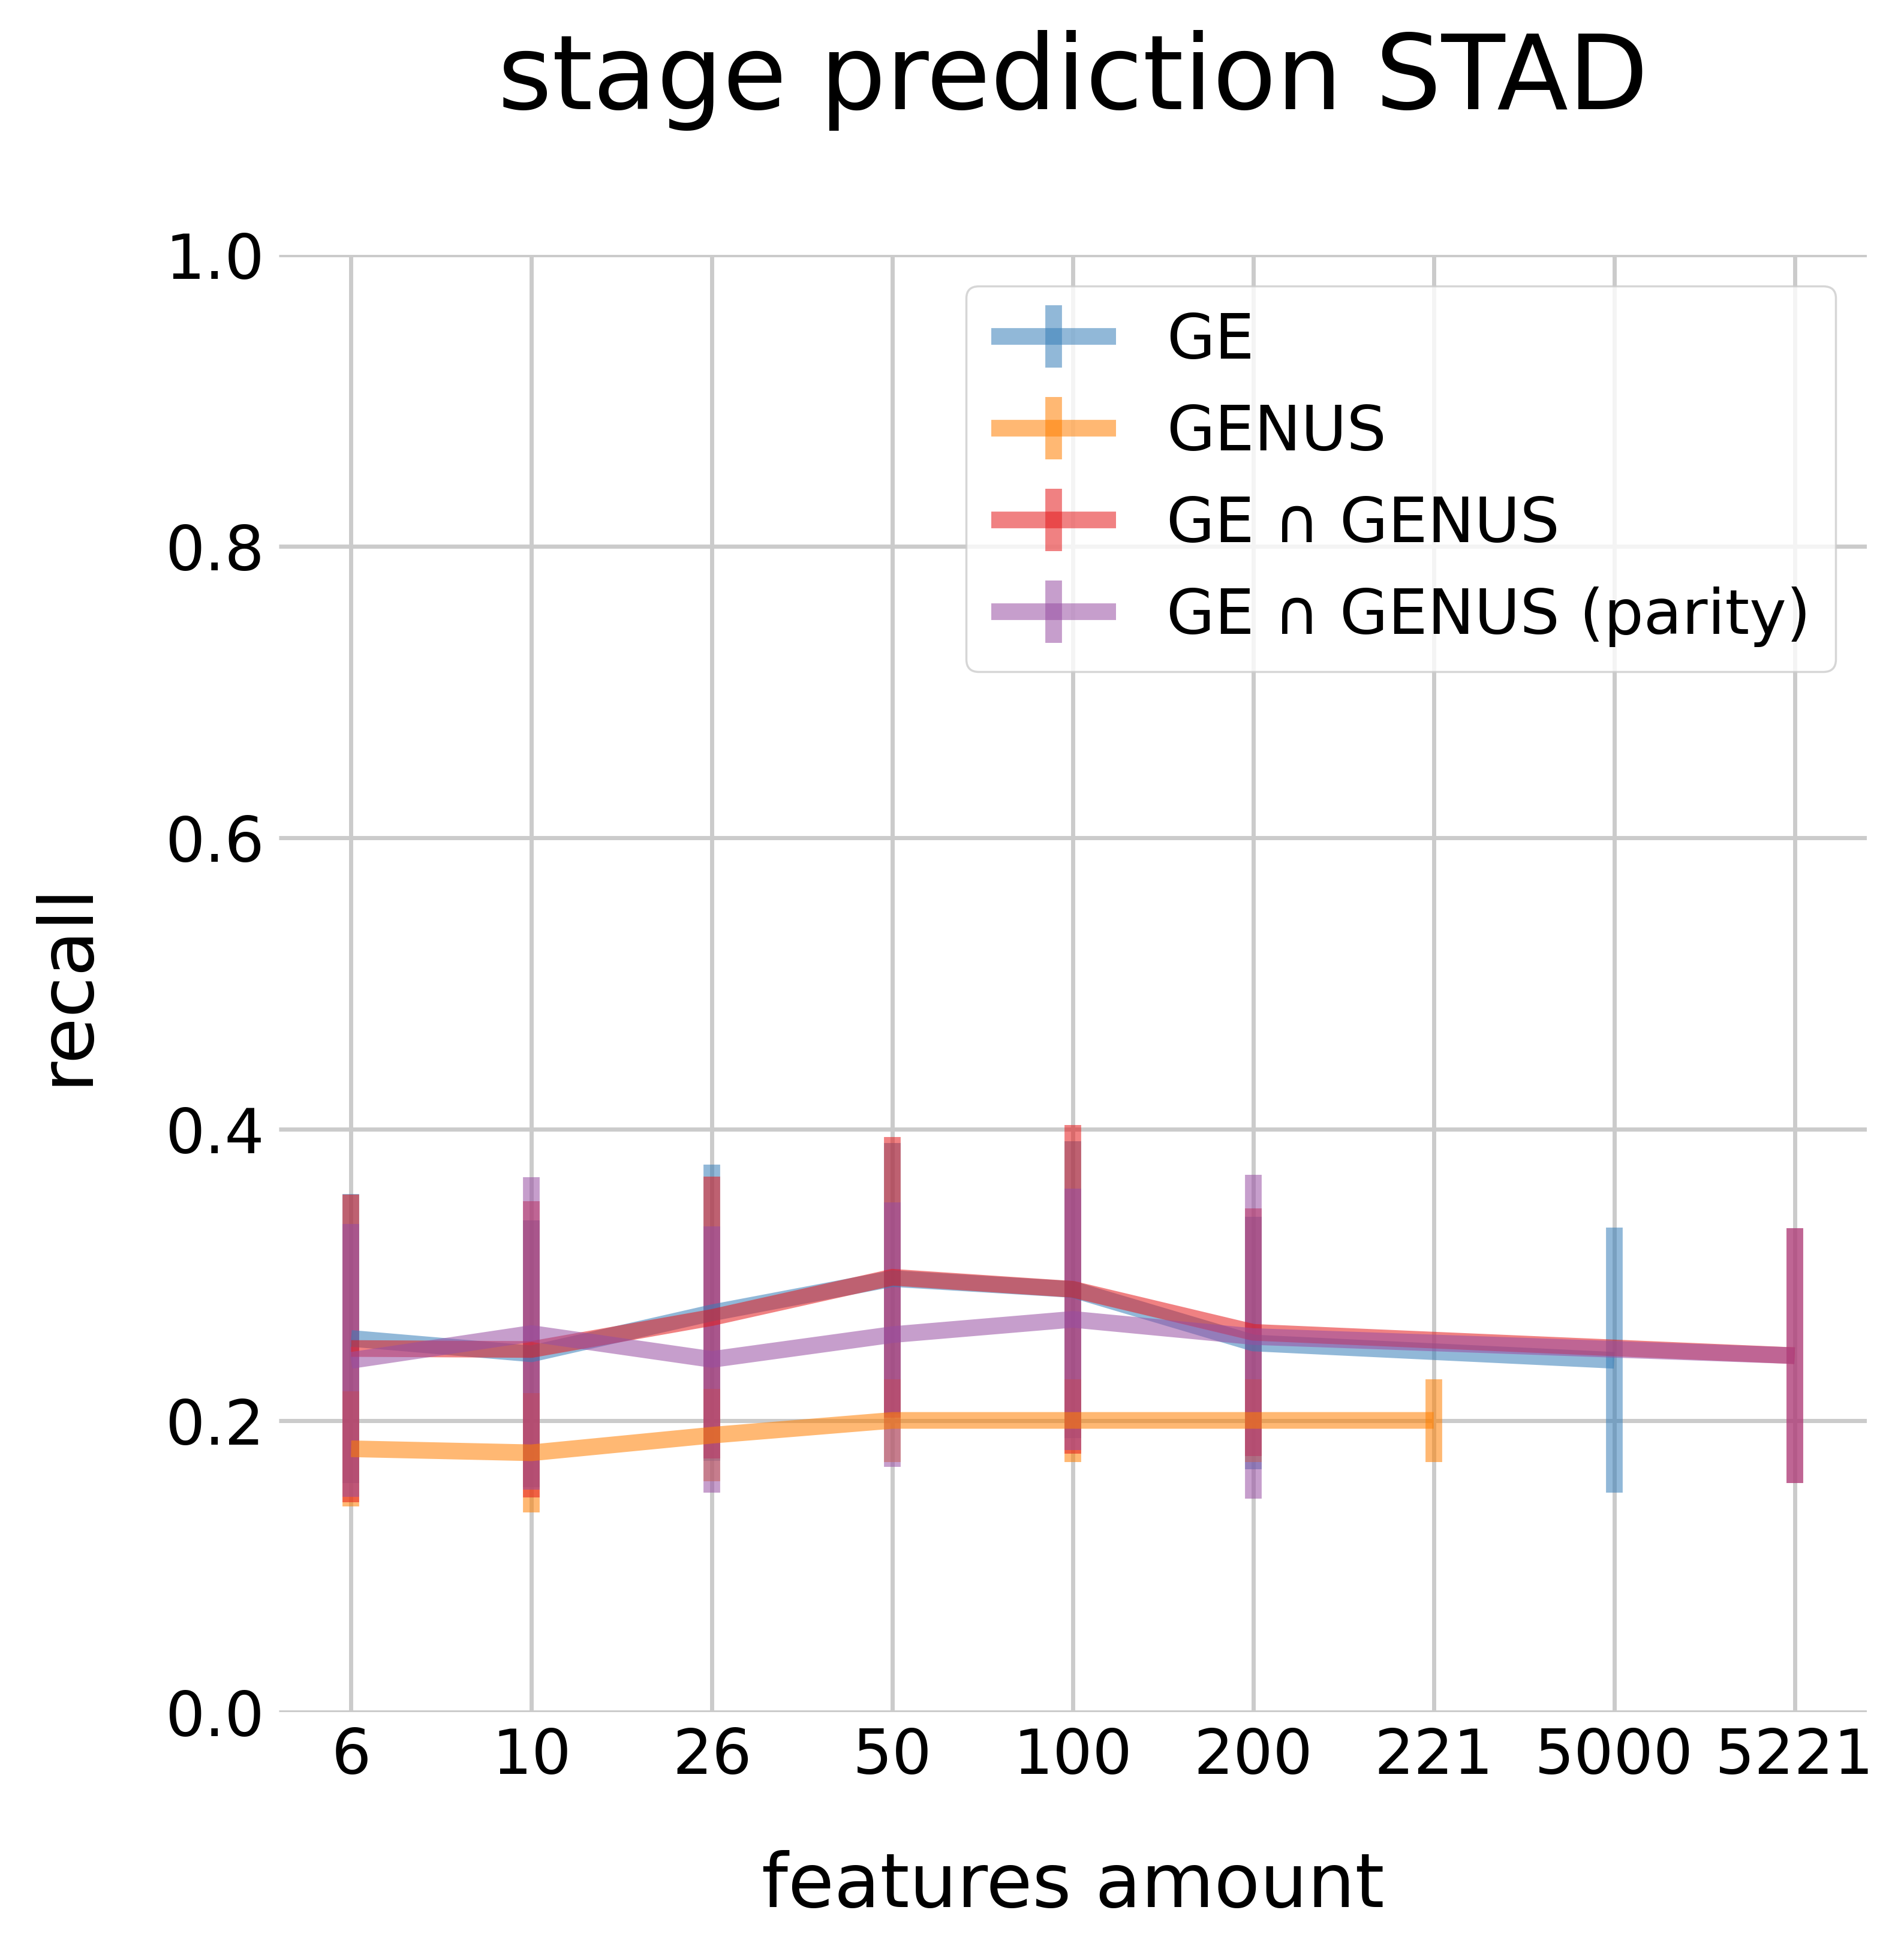 stage prediction STAD
1.0
0.8
0.6
0.4
0.2
0.0
recall
GE
GENUS
GE ∩ GENUS
GE ∩ GENUS (parity)
6 10 26 50 100 200 221 5000 5221
features amount